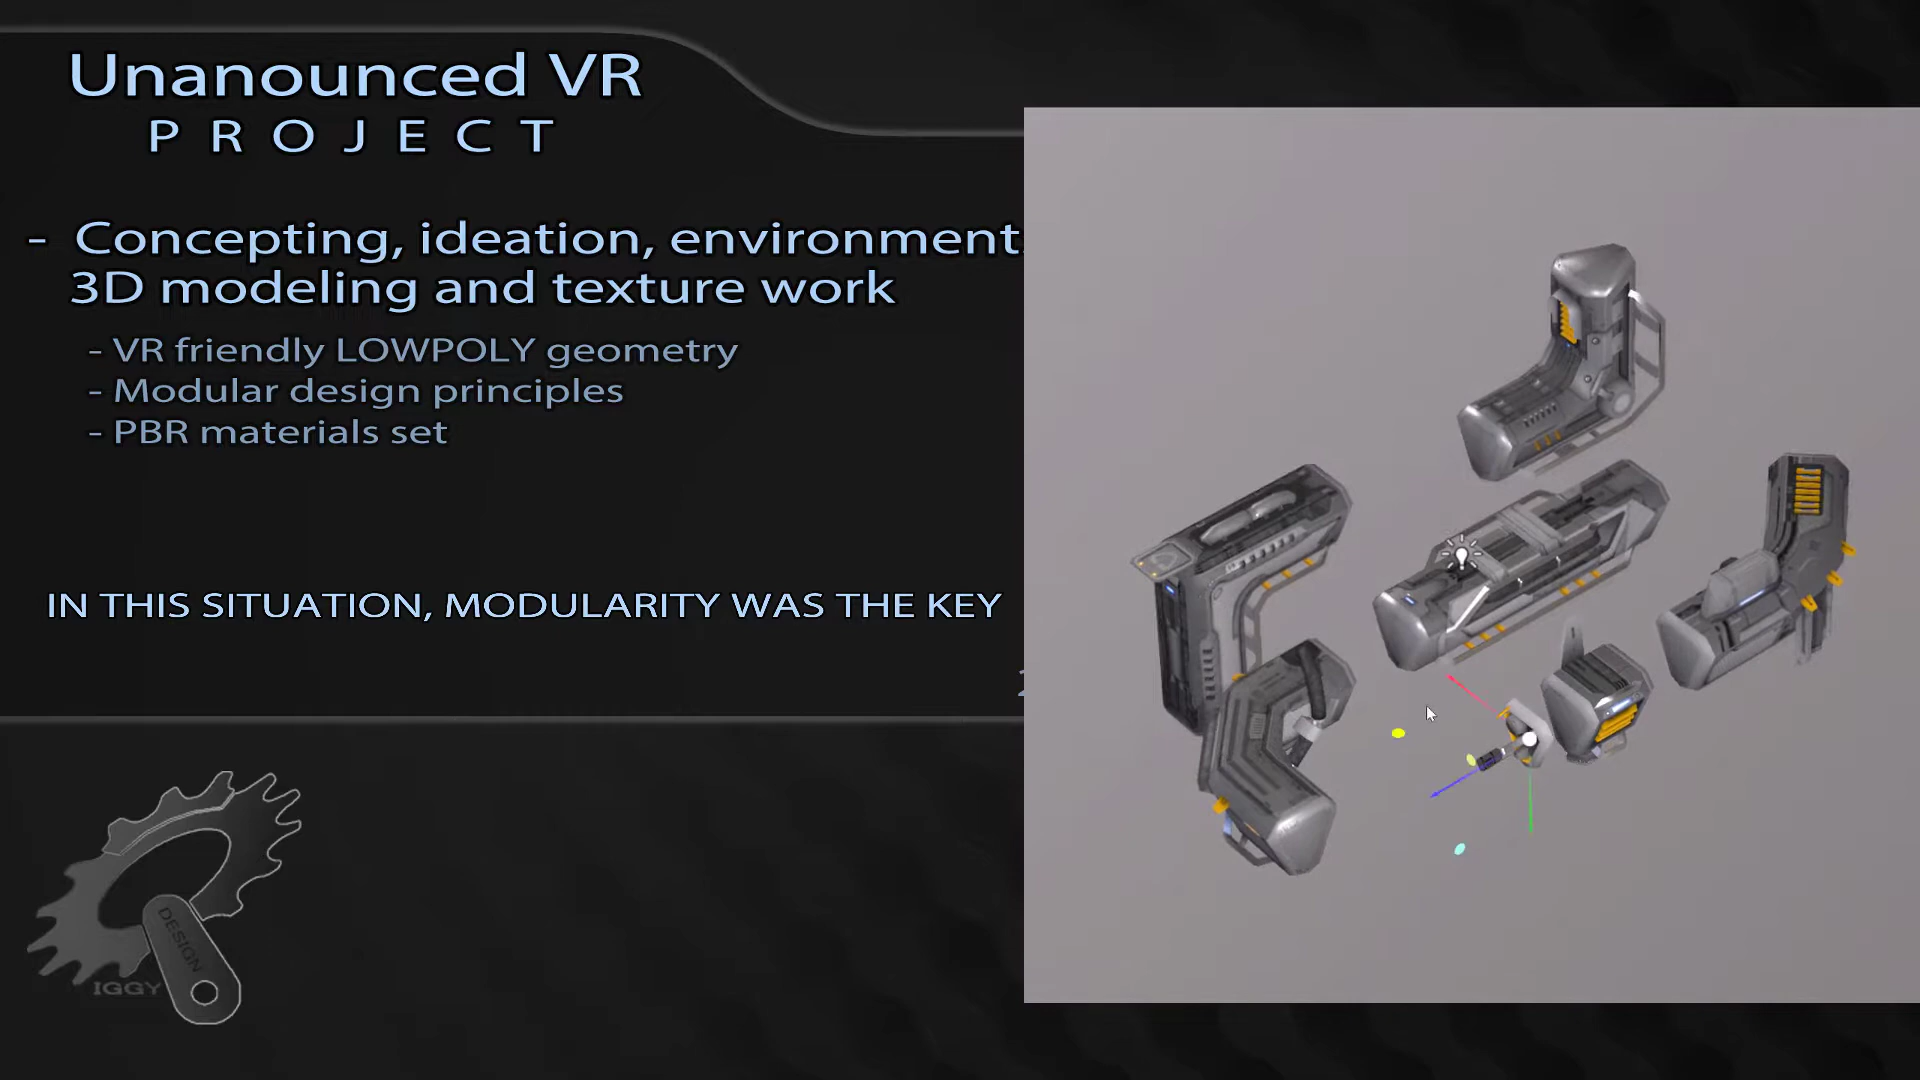 Unanounced VR
PROJECT
- Concepting, ideation, environment
3D modeling and texture work
- VR friendly LOWPOLY geometry
- Modular design principles
- PBR materials set
IN THIS SITUATION, MODULARITY WAS THE KEY
DESIGN
IGGY